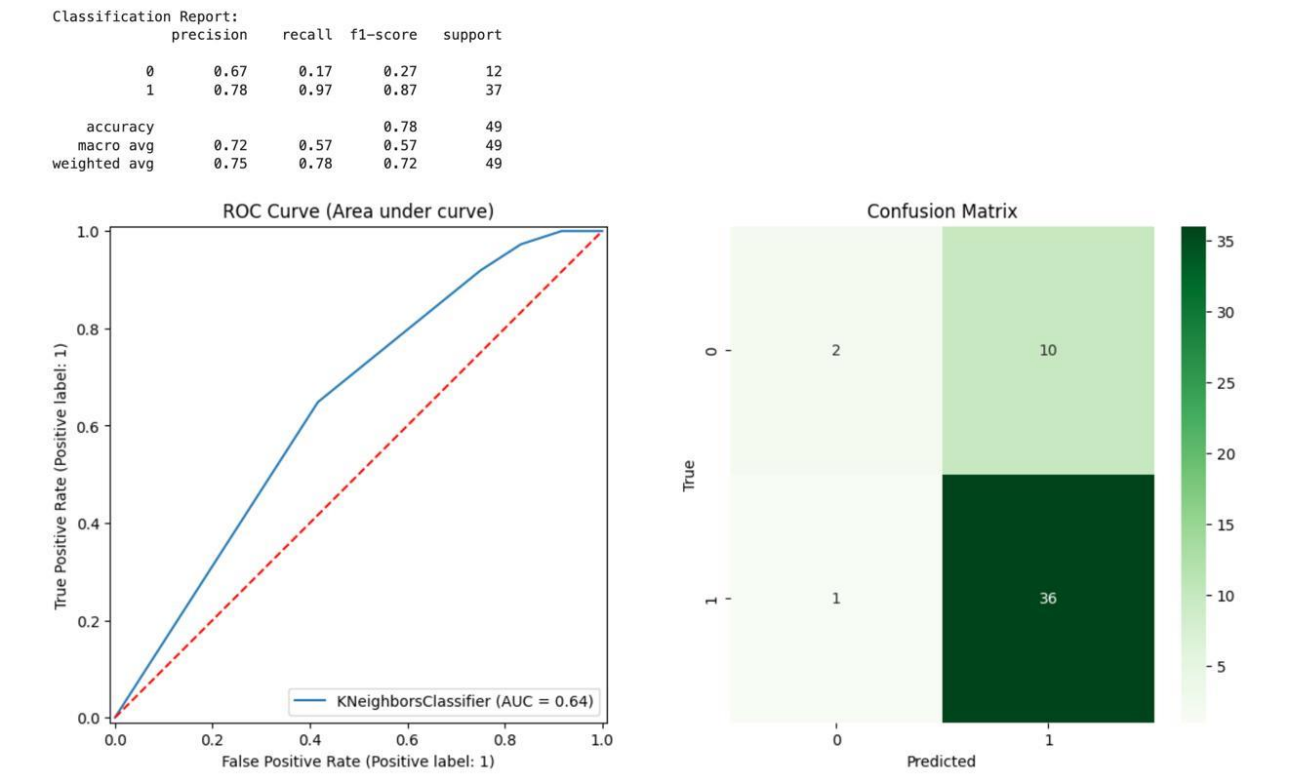 Classification Report:
precision recall f1-score support
0 0.67 0.17 0.27 12
1 0.78 0.97 0.87 37
accuracy 0.78 49
macro avg 0.72 0.57 0.57 49
weighted avg 0.75 0.78 0.72 49
ROC Curve (Area under curve)
1.0
0.8
0.6
0.4
0.2
0.0
True Positive Rate (Positive label: 1)
KNeighborsClassifier (AUC = 0.64)
0.0 0.2 0.4 0.6 0.8 1.0
False Positive Rate (Positive label: 1)
Confusion Matrix
True
0
2 10
1
1 36
0 1
Predicted
35
30
25
20
15
10
5